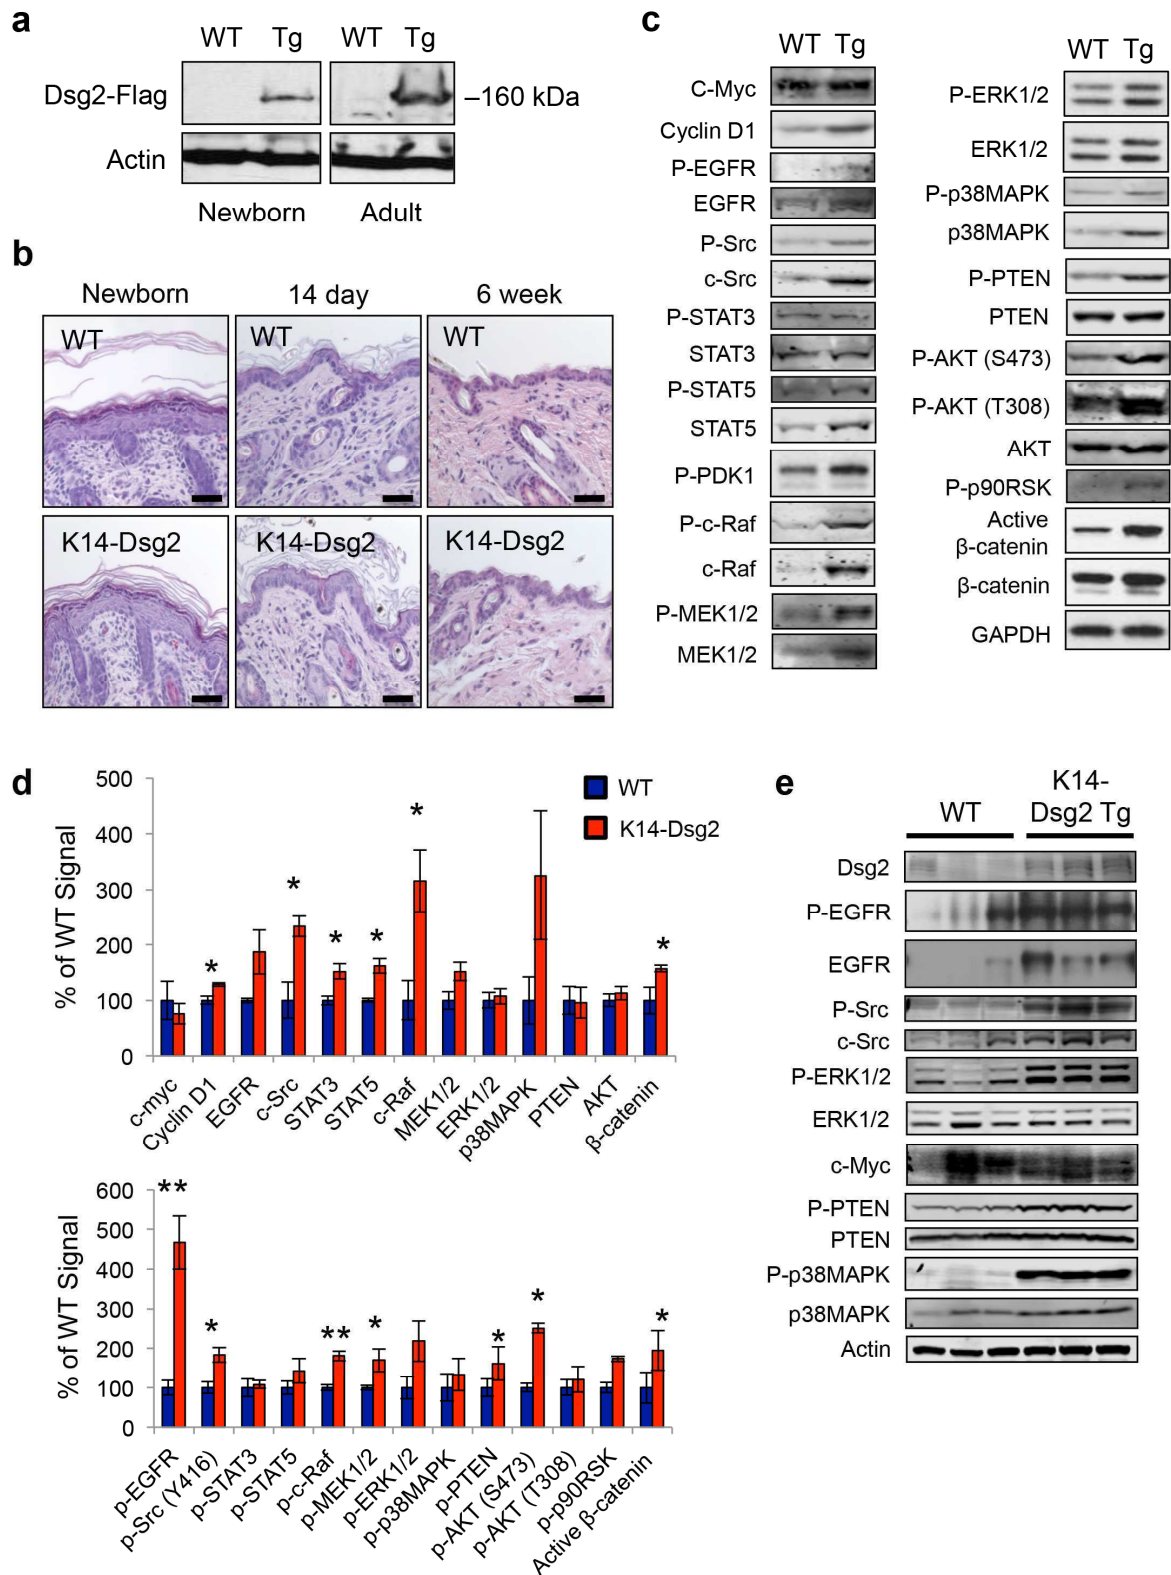 a
WT Tg WT Tg
Dsg2-Flag
–160 kDa
Actin
Newborn Adult
b
Newborn 14 day 6 week
WT WT WT
K14-Dsg2 K14-Dsg2 K14-Dsg2
c
WT Tg
C-Myc
Cyclin D1
P-EGFR
EGFR
P-Src
c-Src
P-STAT3
STAT3
P-STAT5
STAT5
P-PDK1
P-c-Raf
c-Raf
P-MEK1/2
MEK1/2
WT Tg
P-ERK1/2
ERK1/2
P-p38MAPK
p38MAPK
P-PTEN
PTEN
P-AKT (S473)
P-AKT (T308)
AKT
P-p90RSK
Active
β-catenin
β-catenin
GAPDH
d
% of WT Signal
500
400
300
200
100
0
* * * * * *
WT
K14-Dsg2
c-myc
Cyclin D1
EGFR
c-Src
STAT3
STAT5
c-Raf
MEK1/2
ERK1/2
p38MAPK
PTEN
AKT
β-catenin
% of WT Signal
600
500
400
300
200
100
0
** * ** * * * *
p-EGFR
p-Src (Y416)
p-STAT3
p-STAT5
p-c-Raf
p-MEK1/2
p-ERK1/2
p-p38MAPK
p-PTEN
p-AKT (S473)
p-AKT (T308)
p-p90RSK
Active β-catenin
e
K14-
WT Dsg2 Tg
Dsg2
P-EGFR
EGFR
P-Src
c-Src
P-ERK1/2
ERK1/2
c-Myc
P-PTEN
PTEN
P-p38MAPK
p38MAPK
Actin